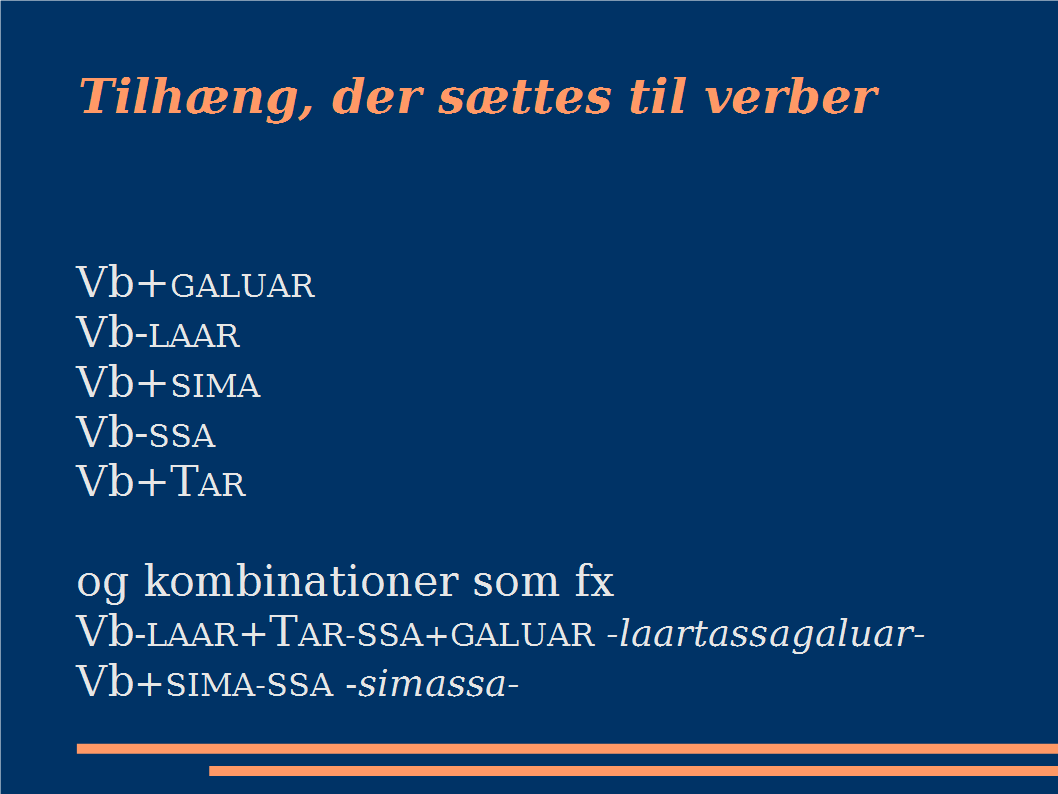 Tilhæng, der sættes til verber
Vb+GALUAR
Vb-LAAR
Vb+SIMA
Vb-SSA
Vb+TAR
og kombinationer som fx
Vb-LAAR+TAR-SSA+GALUAR -laartassagaluar-
Vb+SIMA-SSA -simassa-